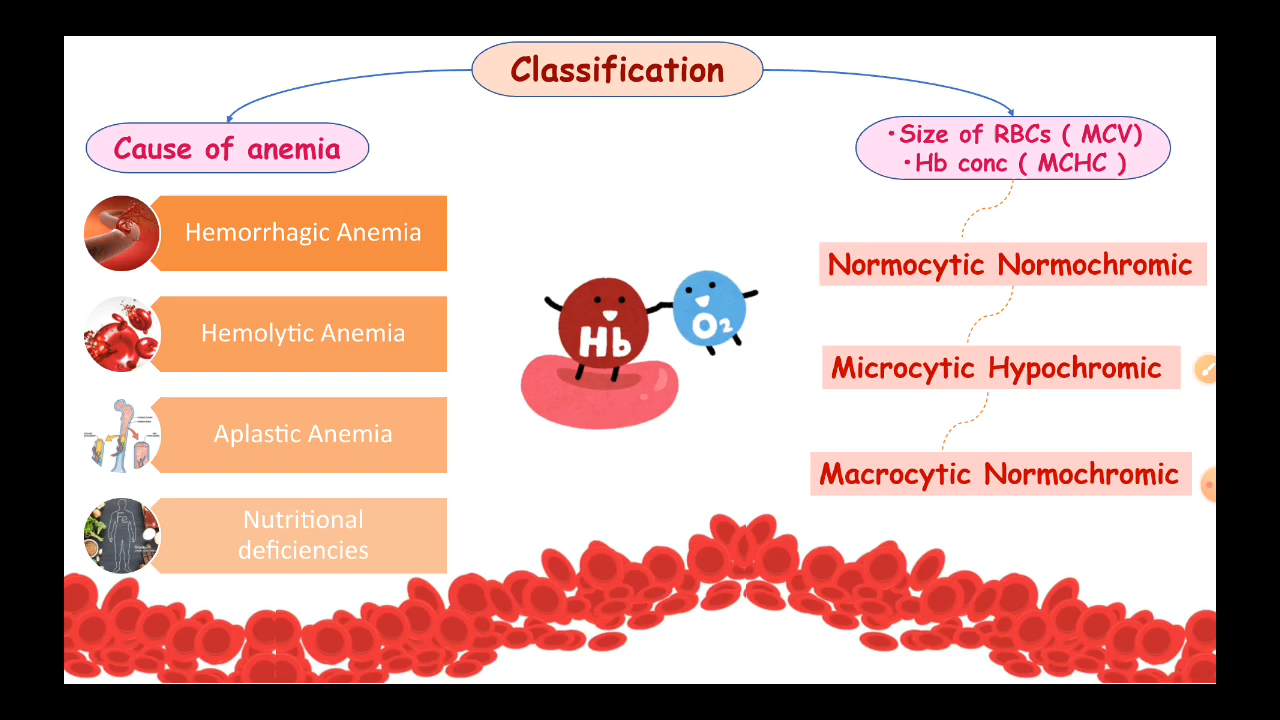 Classification
Cause of anemia
Hemorrhagic Anemia
Hemolytic Anemia
Aplastic Anemia
Nutritional
deficiencies
Hb
O2
•Size of RBCs ( MCV)
•Hb conc ( MCHC )
Normocytic Normochromic
Microcytic Hypochromic
Macrocytic Normochromic